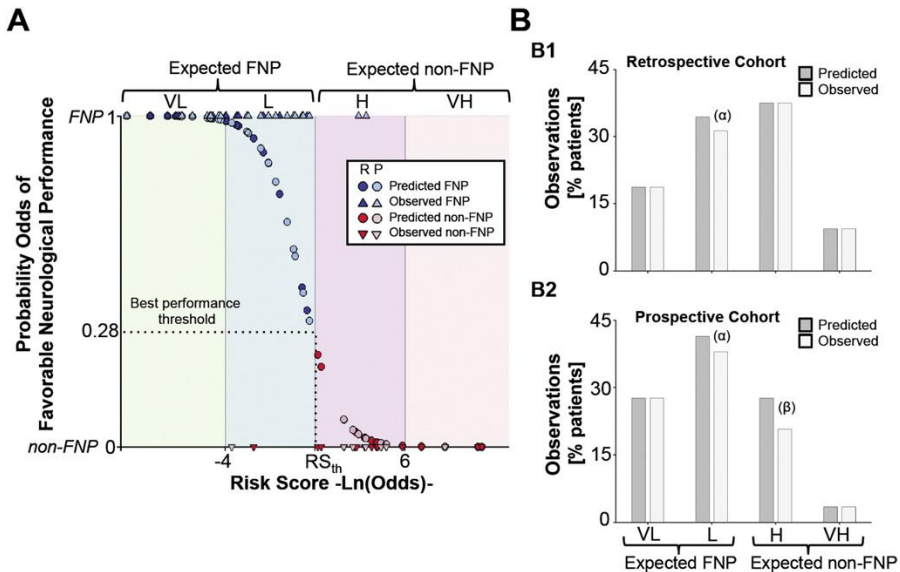 A
Expected FNP
Expected non-FNP
VL
L
H
VH
FNP 1
Probability Odds of
Favorable Neurological Performance
R P
Predicted FNP
Observed FNP
Predicted non-FNP
Observed non-FNP
Best performance
threshold
0.28
non-FNP 0
-4
RSth
6
Risk Score -Ln(Odds)-
B
B1
Retrospective Cohort
Predicted
Observed
Observations
[% patients]
45
30
15
0
(α)
B2
Prospective Cohort
Predicted
Observed
Observations
[% patients]
45
30
15
0
(α)
(β)
VL
L
H
VH
Expected FNP
Expected non-FNP